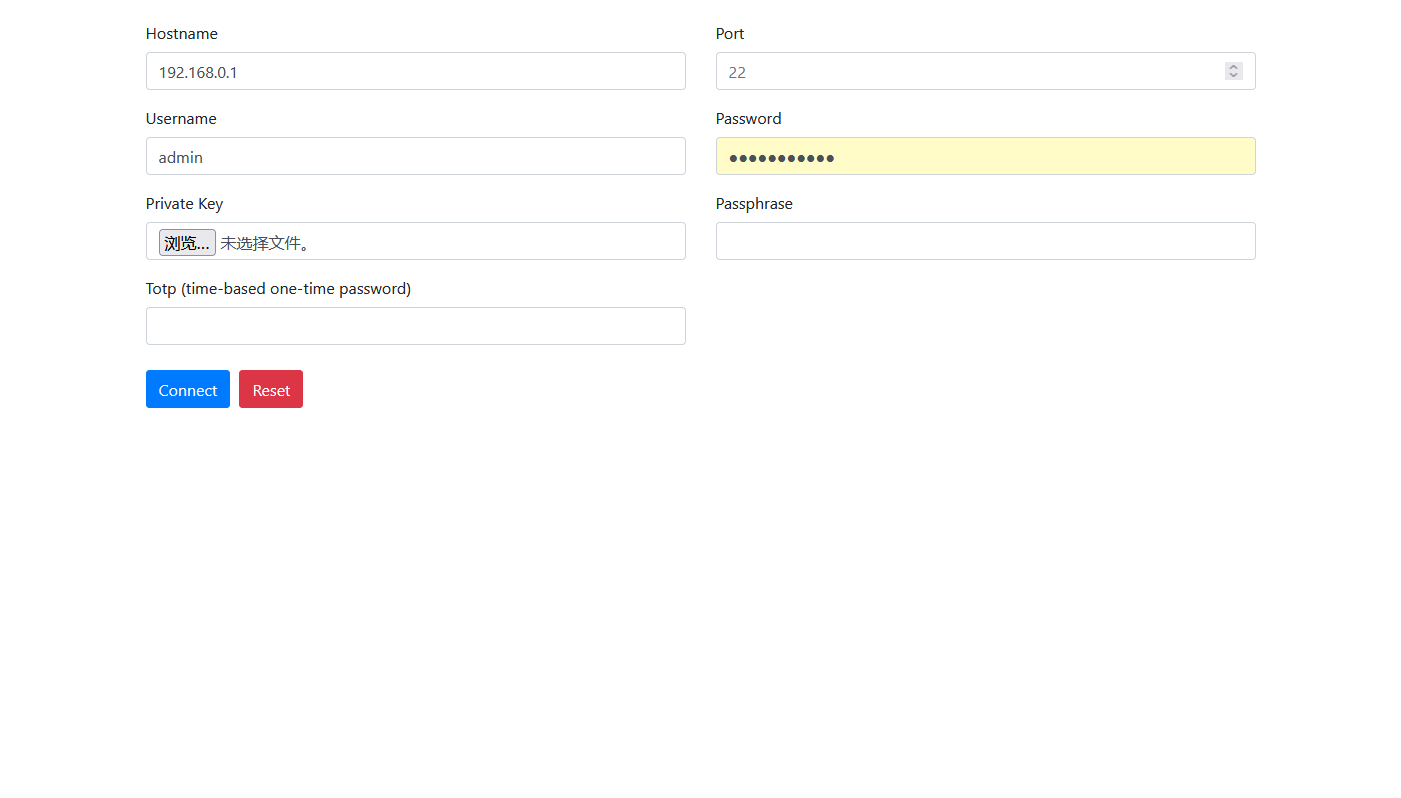 Hostname
Port
192.168.0.1
22
Username
Password
admin
●●●●●●●●●●●
Private Key
Passphrase
浏览... 未选择文件。
Totp (time-based one-time password)
Connect
Reset